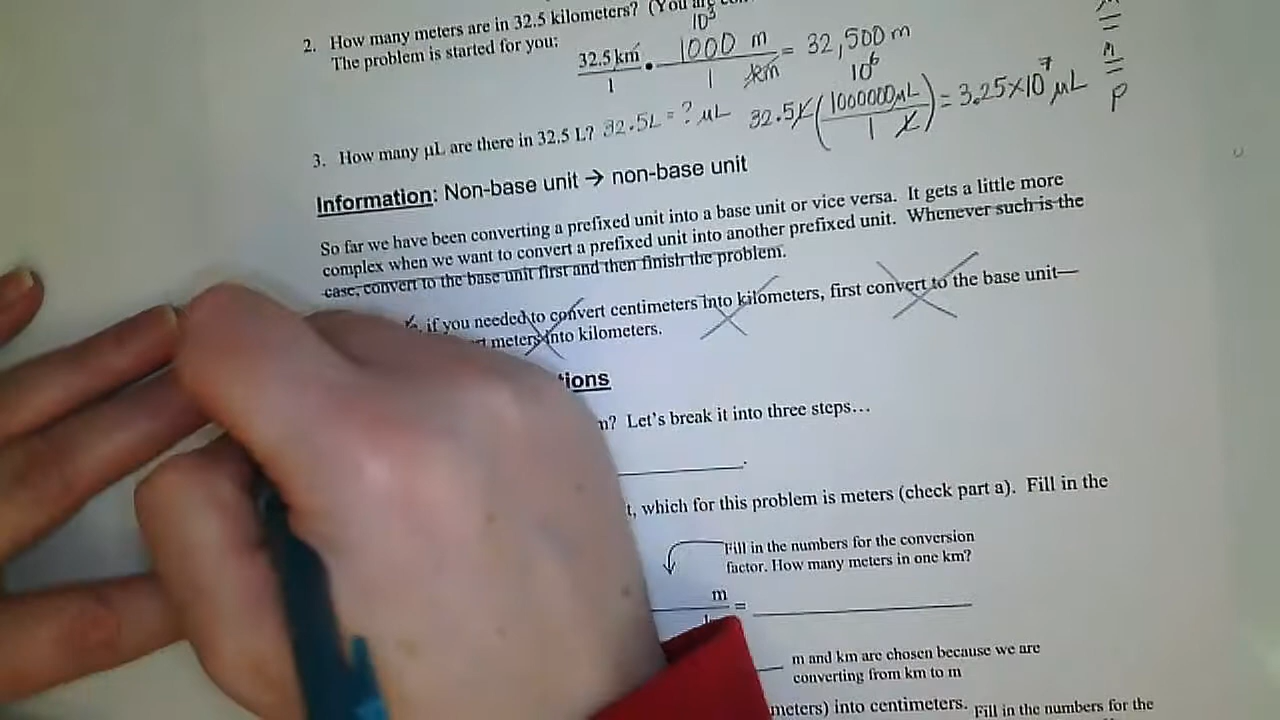 2. How many meters are in 32.5 kilometers? (You are
The problem is started for you:
32.5 km / 1 • 10³ 1000 m / 1 km = 32,500 m
3. How many µL are there in 32.5 L? 32.5L = ? µL 32.5L (10⁶ 1000000µL / 1 L) = 3.25×10⁷ µL
n
p
Information: Non-base unit → non-base unit
So far we have been converting a prefixed unit into a base unit or vice versa. It gets a little more
complex when we want to convert a prefixed unit into another prefixed unit. Whenever such is the
case, convert to the base unit first and then finish the problem.
if you needed to convert centimeters into kilometers, first convert to the base unit—
meters into kilometers.
tions
m? Let's break it into three steps…
t, which for this problem is meters (check part a). Fill in the
Fill in the numbers for the conversion
factor. How many meters in one km?
m
=
m and km are chosen because we are
converting from km to m
meters) into centimeters. Fill in the numbers for the